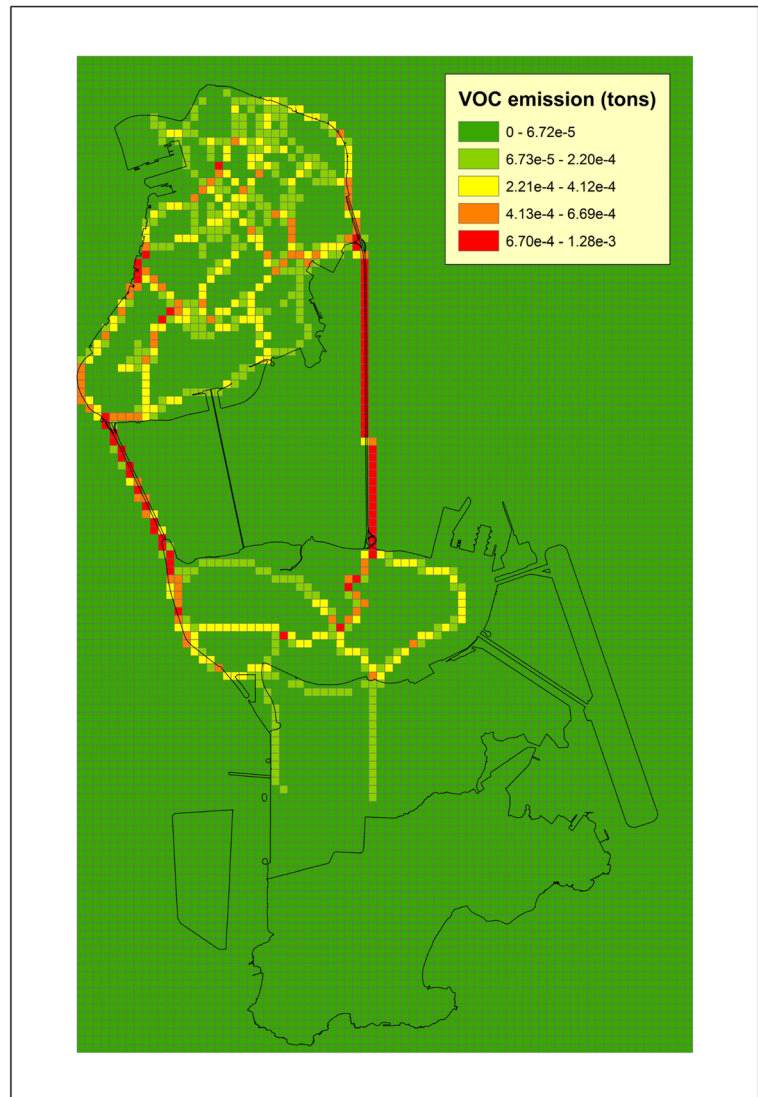 VOC emission (tons)
0 - 6.72e-5
6.73e-5 - 2.20e-4
2.21e-4 - 4.12e-4
4.13e-4 - 6.69e-4
6.70e-4 - 1.28e-3